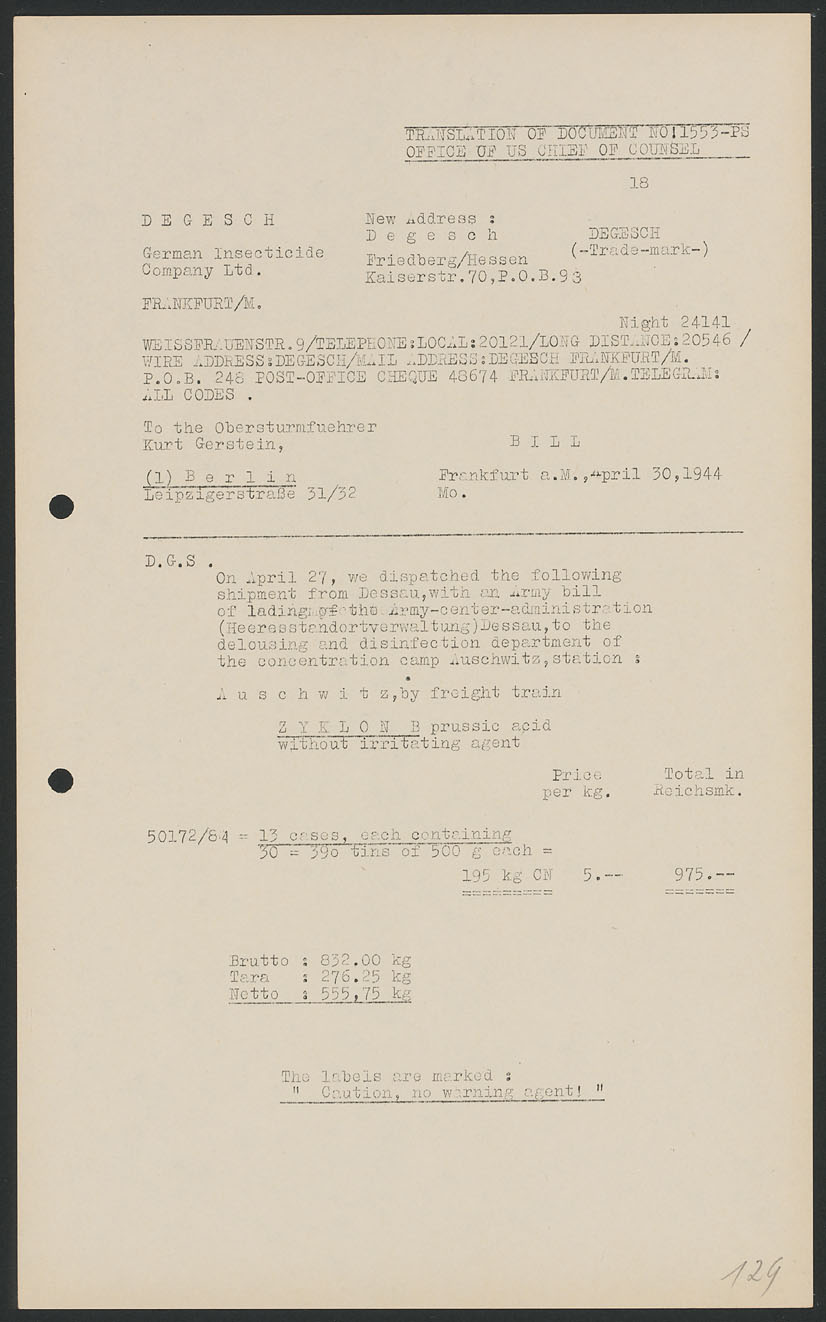 TRANSLATION OF DOCUMENT NO!1553-PS
OFFICE OF US CHIEF OF COUNSEL
18
D E G E S C H
New Address :
D e g e s c h
DEGESCH
(-Trade-mark-)
German Insecticide
Company Ltd.
Friedberg/Hessen
Kaiserstr.70,P.O.B.93
FRANKFURT/M.
Night 24141
WEISSFRAUENSTR.9/TELEPHONE:LOCAL:20121/LONG DISTANCE:20546 /
WIRE ADDRESS:DEGESCH/MAIL ADDRESS:DEGESCH FRANKFURT/M.
P.O.B. 248 POST-OFFICE CHEQUE 48674 FRANKFURT/M.TELEGRAM:
ALL CODES .
To the Obersturmfuehrer
Kurt Gerstein,
B I L L
(1) B e r l i n
Leipzigerstraße 31/32
Frankfurt a.M.,April 30,1944
Mo.
D.G.S .
On April 27, we dispatched the following
shipment from Dessau,with an Army bill
of lading of the Army-center-administration
(Heeresstandortverwaltung)Dessau,to the
delousing and disinfection department of
the concentration camp Auschwitz,station :
A u s c h w i t z,by freight train
Z Y K L O N B prussic acid
without irritating agent
Price
per kg.
Total in
Reichsmk.
50172/84 = 13 cases, each containing
30 = 390 tins of 500 g each =
195 kg CN 5.-- 975.--
========= =======
Brutto : 832.00 kg
Tara : 276.25 kg
Netto : 555,75 kg
The labels are marked :
" Caution, no warning agent! "
129